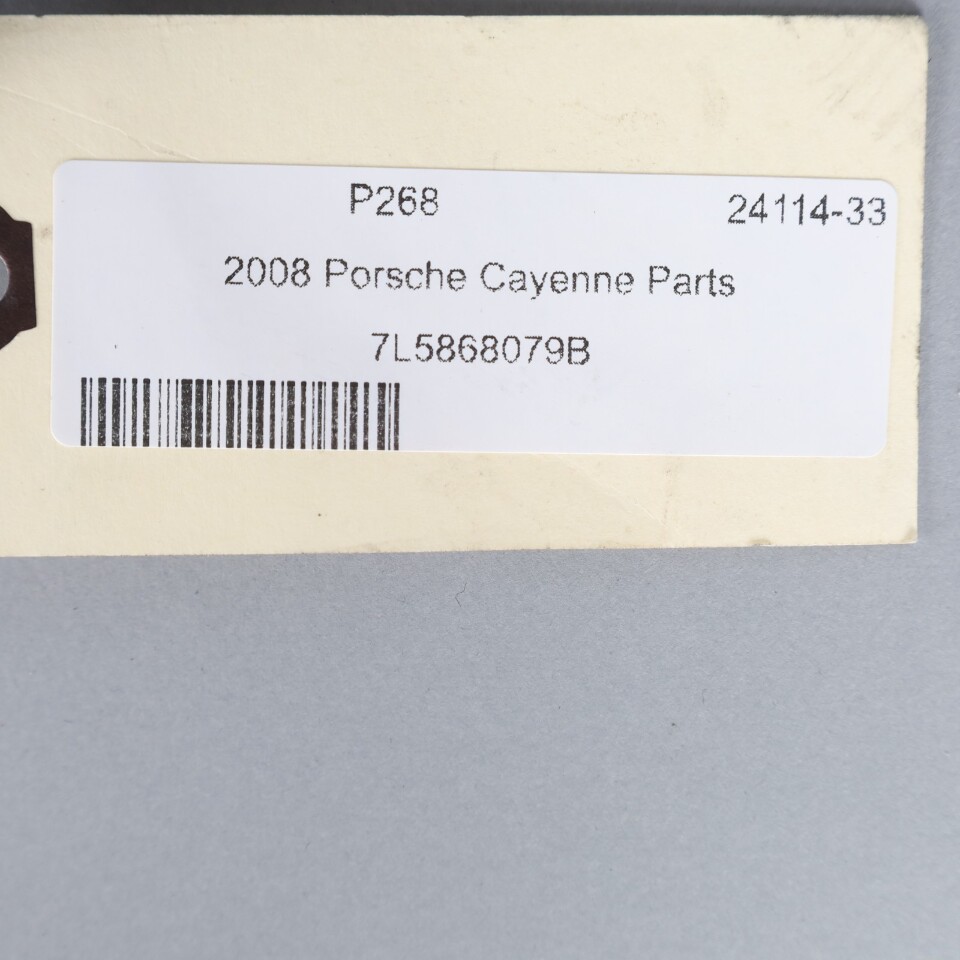 P268 24114-33
2008 Porsche Cayenne Parts
7L5868079B